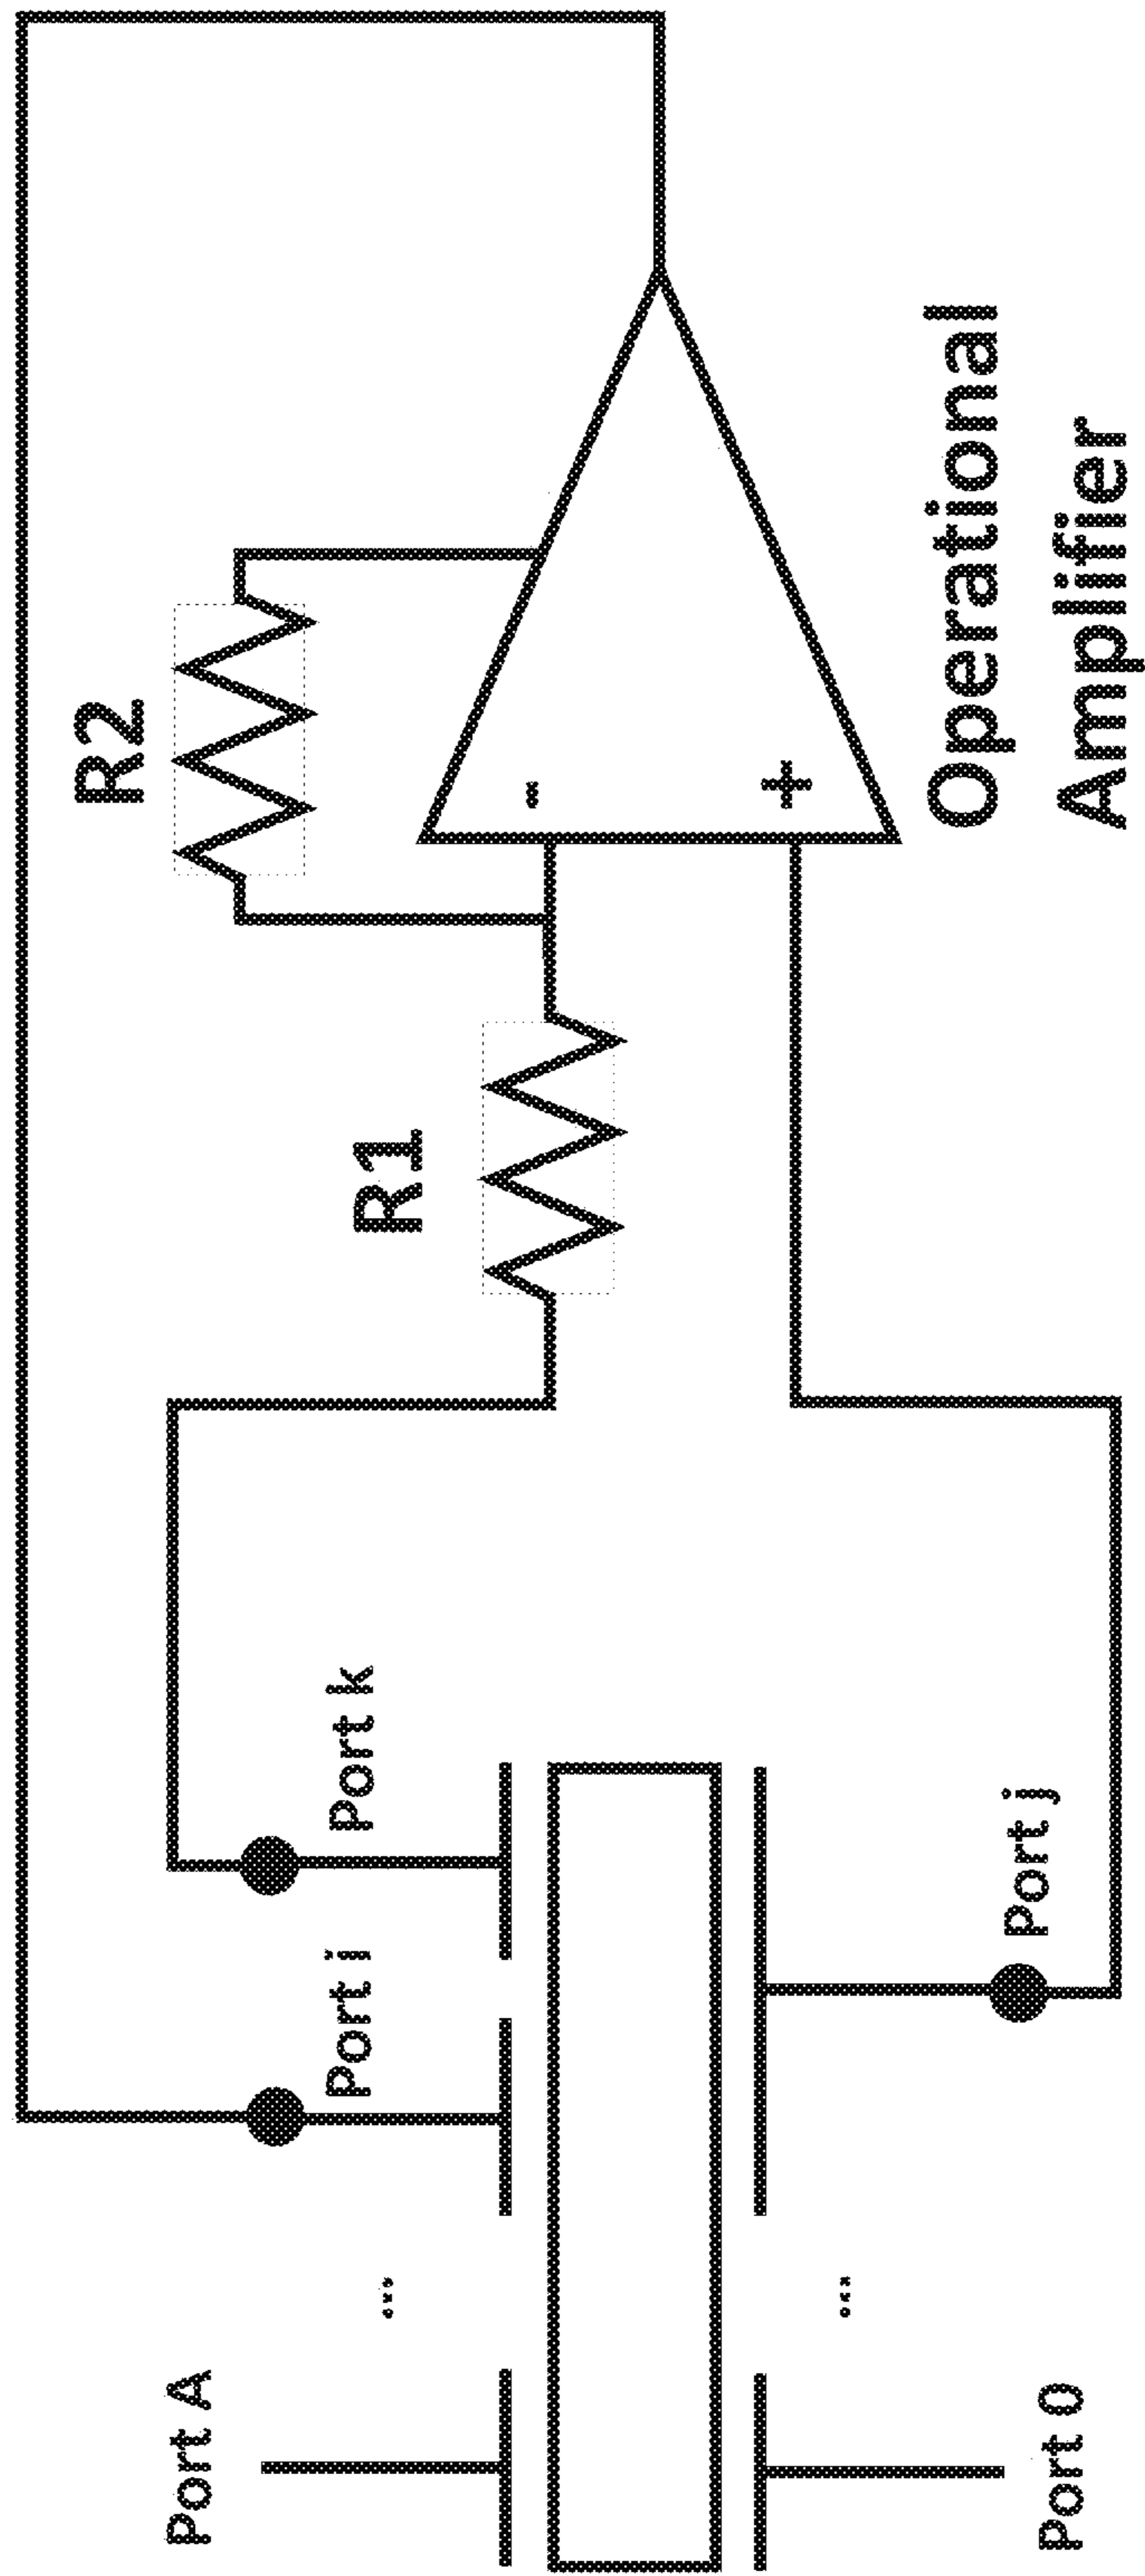 R2
R1
-
+
Operational
Amplifier
Port k
Port i
Port j
Port A
...
...
Port 0